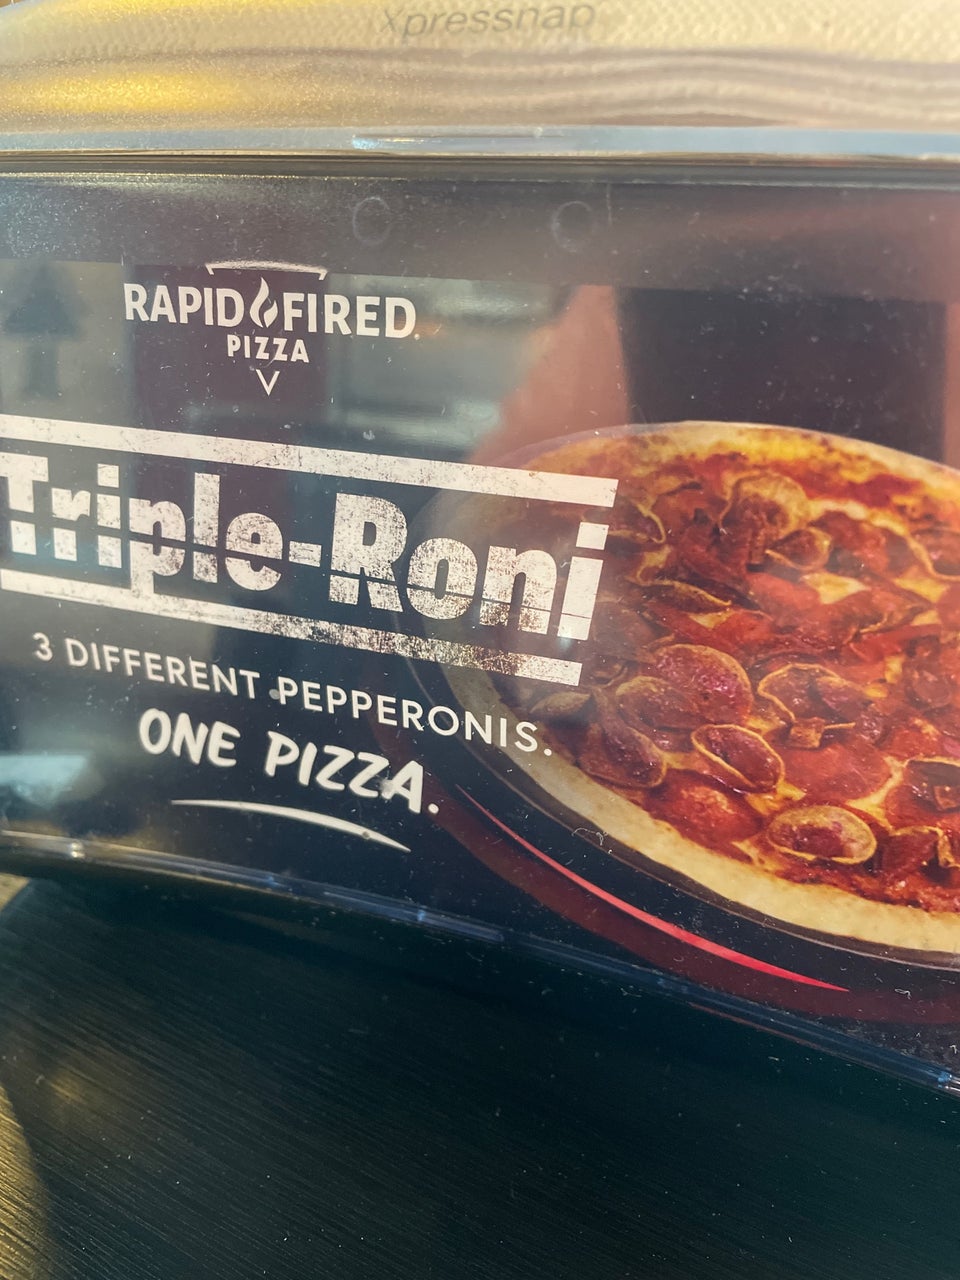 Xpressnap
RAPID FIRED
PIZZA
Triple-Roni
3 DIFFERENT PEPPERONIS.
ONE PIZZA.